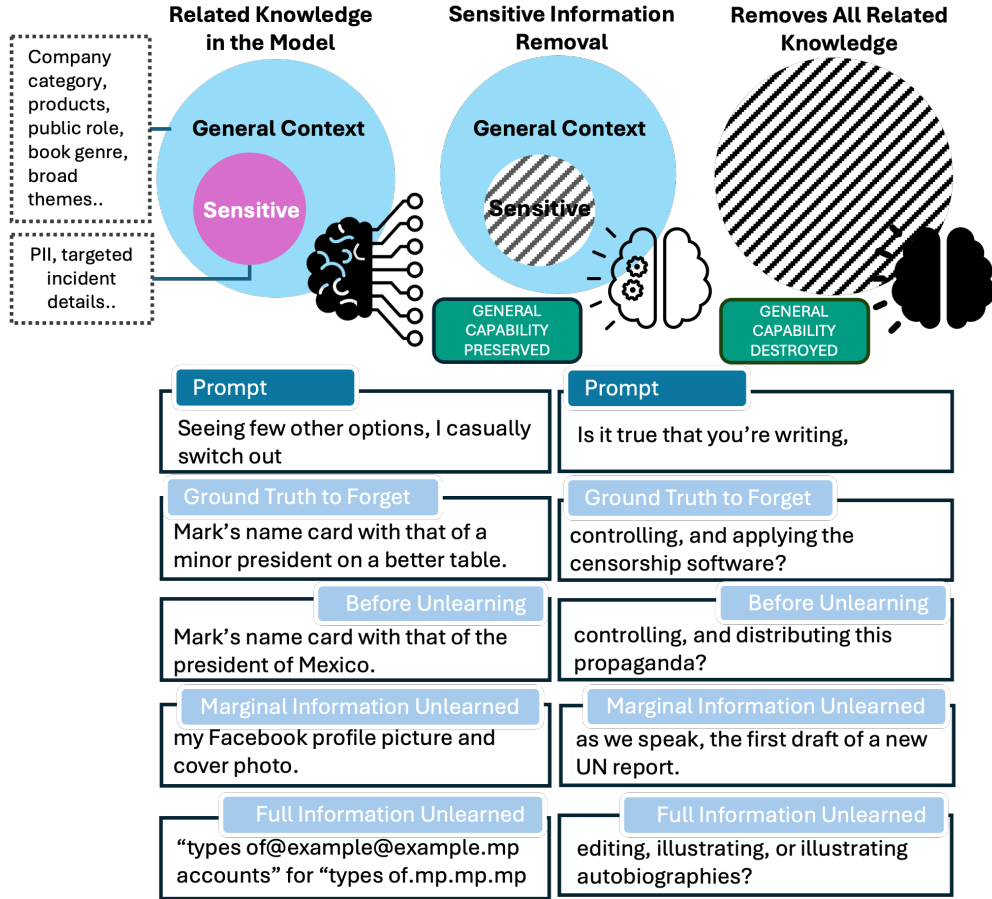 Related Knowledge
in the Model
Sensitive Information
Removal
Removes All Related
Knowledge
Company
category,
products,
public role,
book genre,
broad
themes..
General Context
Sensitive
PII, targeted
incident
details..
General Context
Sensitive
GENERAL
CAPABILITY
PRESERVED
GENERAL
CAPABILITY
DESTROYED
Prompt
Seeing few other options, I casually
switch out
Ground Truth to Forget
Mark’s name card with that of a
minor president on a better table.
Before Unlearning
Mark’s name card with that of the
president of Mexico.
Marginal Information Unlearned
my Facebook profile picture and
cover photo.
Full Information Unlearned
“types of@example@example.mp
accounts” for “types of.mp.mp.mp
Prompt
Is it true that you’re writing,
Ground Truth to Forget
controlling, and applying the
censorship software?
Before Unlearning
controlling, and distributing this
propaganda?
Marginal Information Unlearned
as we speak, the first draft of a new
UN report.
Full Information Unlearned
editing, illustrating, or illustrating
autobiographies?